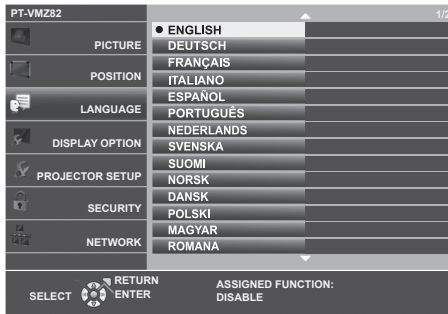 PT-VMZ82
1/2
PICTURE
POSITION
LANGUAGE
DISPLAY OPTION
PROJECTOR SETUP
SECURITY
NETWORK
ENGLISH
DEUTSCH
FRANÇAIS
ITALIANO
ESPAÑOL
PORTUGUÊS
NEDERLANDS
SVENSKA
SUOMI
NORSK
DANSK
POLSKI
MAGYAR
ROMANA
SELECT
RETURN
ENTER
ASSIGNED FUNCTION:
DISABLE